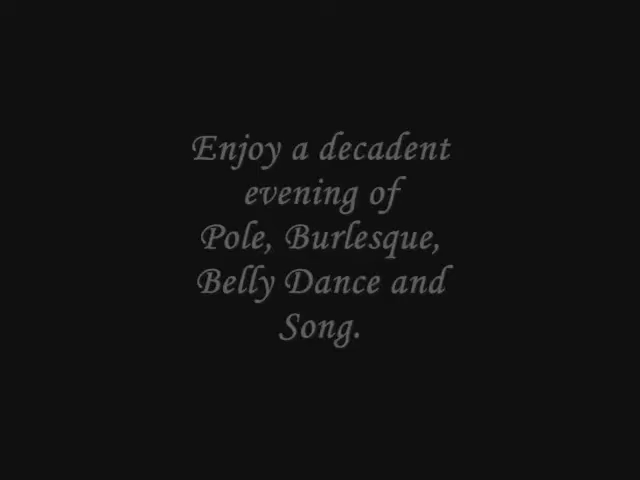 Enjoy a decadent
evening of
Pole, Burlesque,
Belly Dance and
Song.